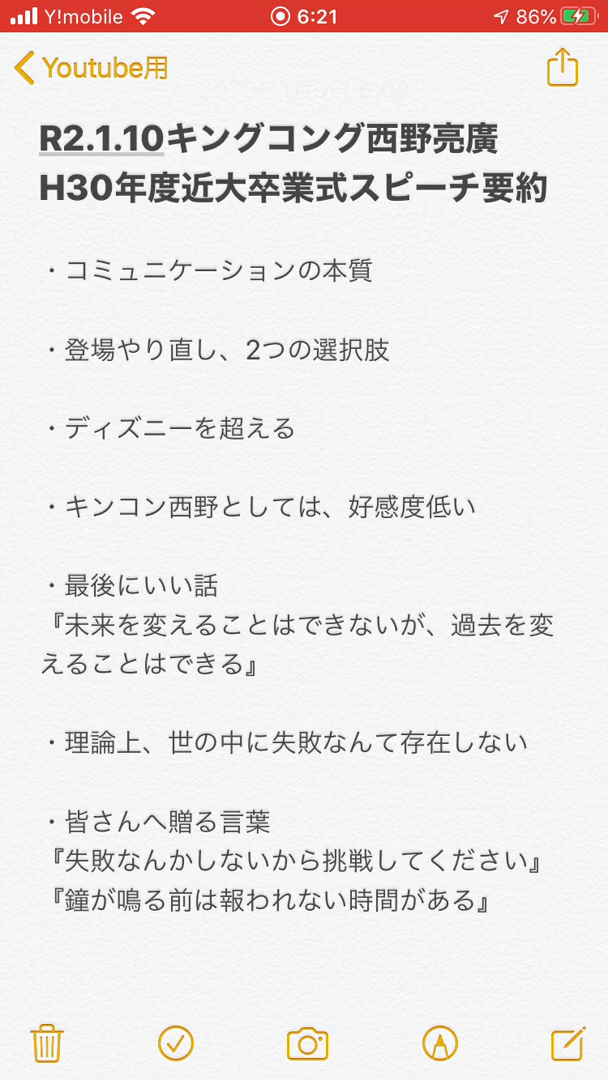 Y!mobile 6:21 86%
Youtube用
R2.1.10キングコング西野亮廣
H30年度近大卒業式スピーチ要約
・コミュニケーションの本質
・登場やり直し、2つの選択肢
・ディズニーを超える
・キンコン西野としては、好感度低い
・最後にいい話
『未来を変えることはできないが、過去を変
えることはできる』
・理論上、世の中に失敗なんて存在しない
・皆さんへ贈る言葉
『失敗なんかしないから挑戦してください』
『鐘が鳴る前は報われない時間がある』